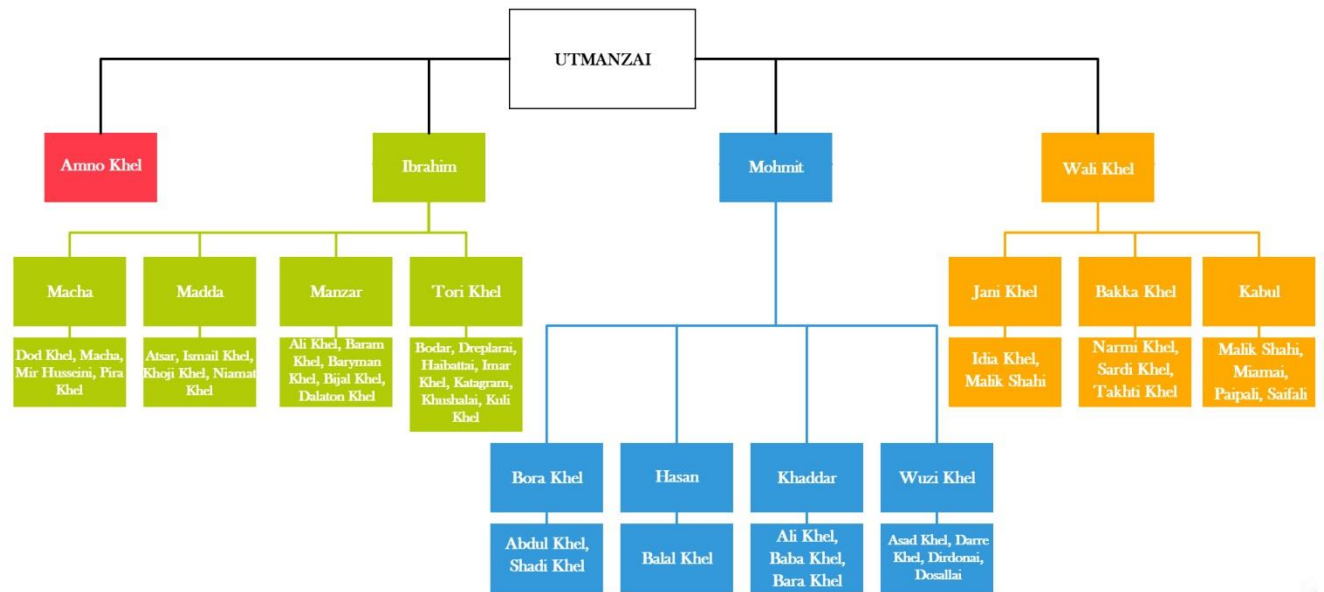 UTMANZAI
Amno Khel
Ibrahim
Mohmit
Wali Khel
Macha
Madda
Manzar
Tori Khel
Jani Khel
Bakka Khel
Kabul
Dod Khel, Macha,
Mir Husseini, Pira
Khel
Atsar, Ismail Khel,
Khoji Khel, Niamat
Khel
Ali Khel, Baram
Khel, Baryman
Khel, Bijal Khel,
Dalaton Khel
Bodar, Dreplarai,
Haibattai, Imar
Khel, Katagram,
Khushalai, Kuli
Khel
Idia Khel,
Malik Shahi
Narmi Khel,
Sardi Khel,
Takhti Khel
Malik Shahi,
Miamai,
Paipali, Saifali
Bora Khel
Hasan
Khaddar
Wuzi Khel
Abdul Khel,
Shadi Khel
Balal Khel
Ali Khel,
Baba Khel,
Bara Khel
Asad Khel, Darre
Khel, Dirdonai,
Dosallai